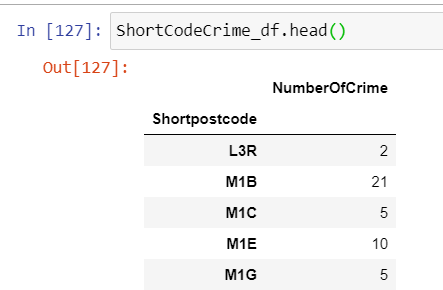 In [127]: ShortCodeCrime_df.head()
Out[127]:
NumberOfCrime
Shortpostcode
L3R 2
M1B 21
M1C 5
M1E 10
M1G 5